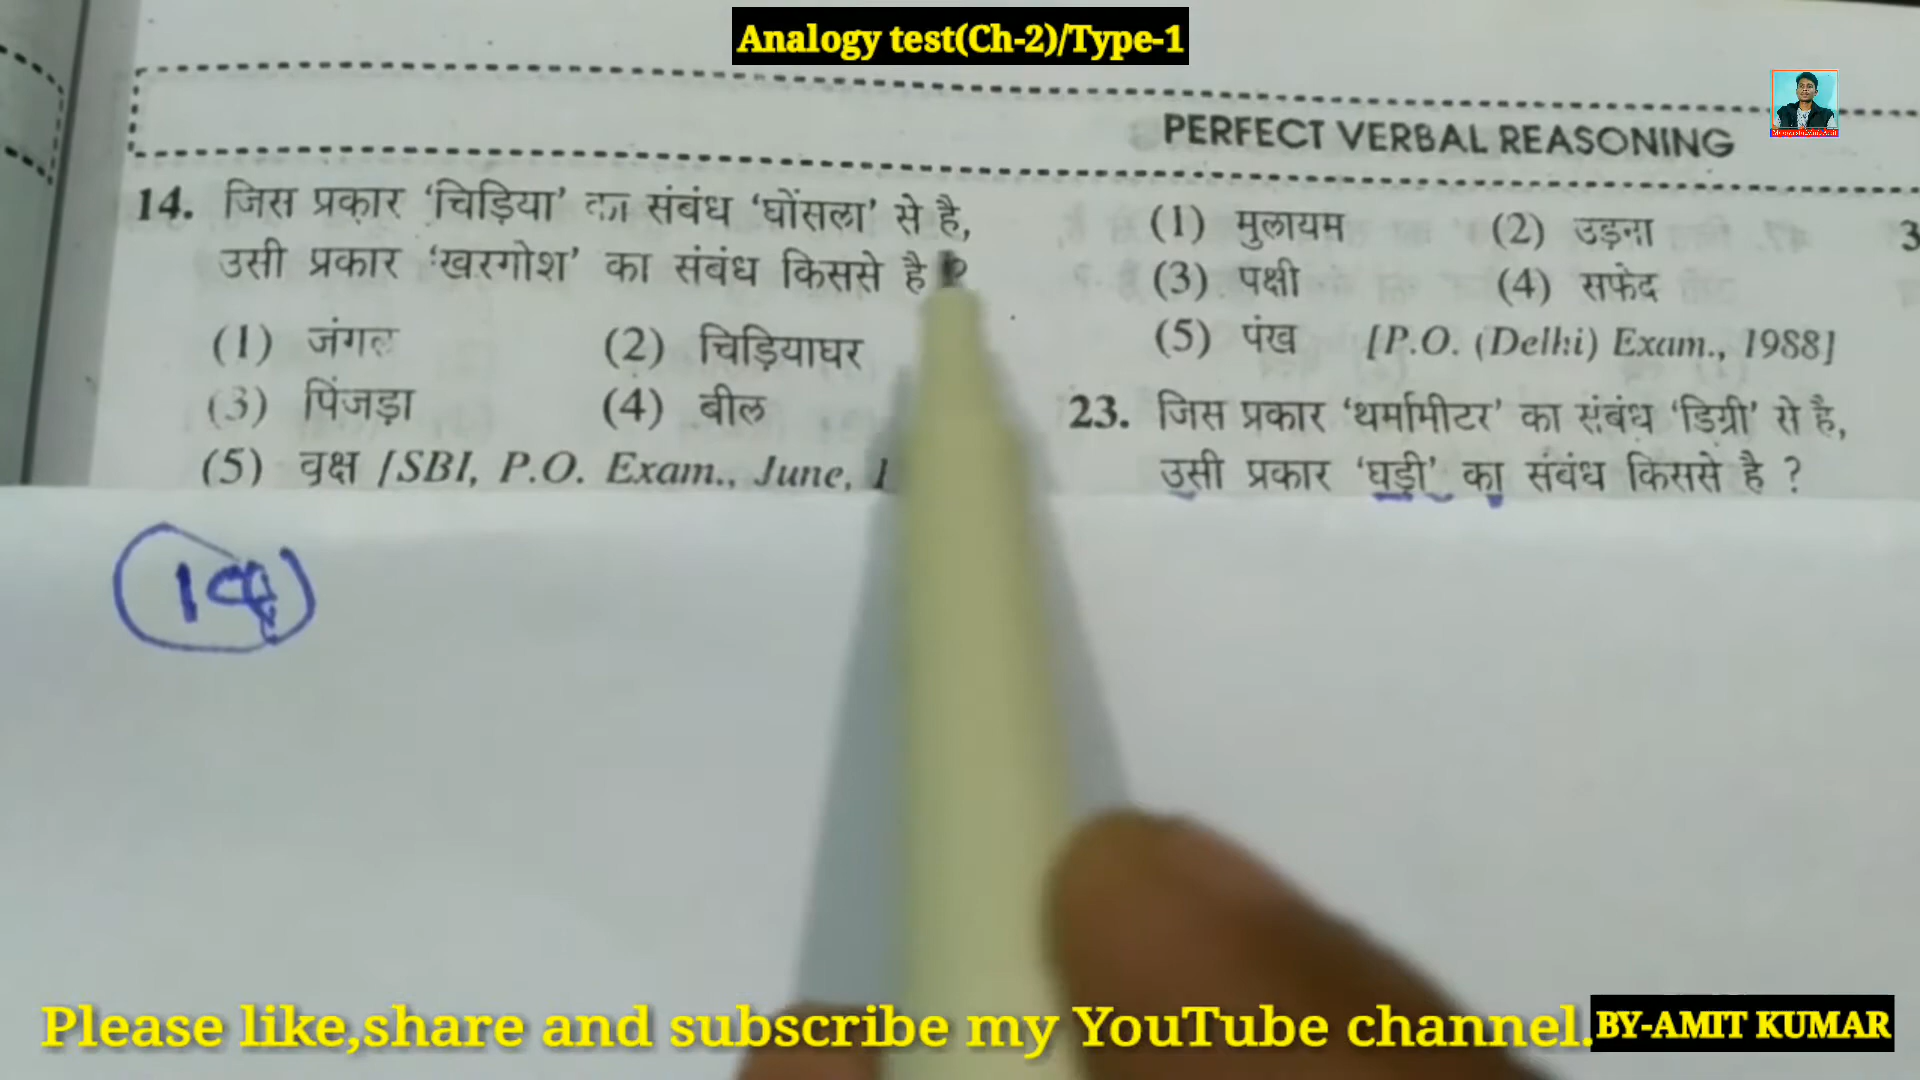 Analogy test(Ch-2)/Type-1
PERFECT VERBAL REASONING
14. जिस प्रकार ‘चिड़िया’ का संबंध ‘घोंसला’ से है,
उसी प्रकार ‘खरगोश’ का संबंध किससे है ?
(1) जंगल (2) चिड़ियाघर
(3) पिंजड़ा (4) बील
(5) वृक्ष [SBI, P.O. Exam., June, 1
(1) मुलायम (2) उड़ना
(3) पक्षी (4) सफेद
(5) पंख [P.O. (Delhi) Exam., 1988]
23. जिस प्रकार ‘थर्मामीटर’ का संबंध ‘डिग्री’ से है,
उसी प्रकार ‘घड़ी’ का संबंध किससे है ?
3
14
Please like,share and subscribe my YouTube channel.
BY-AMIT KUMAR